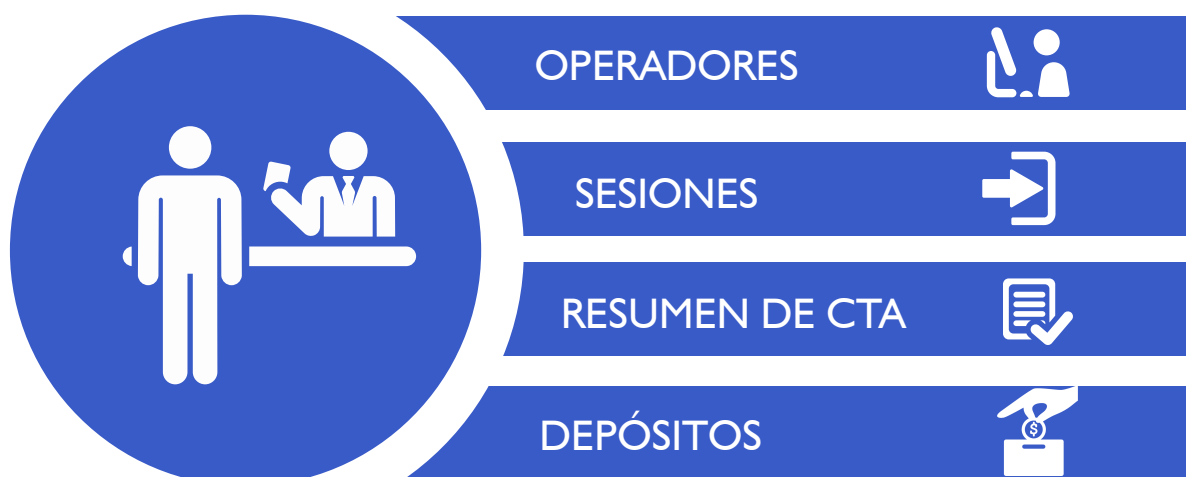 OPERADORES
SESIONES
RESUMEN DE CTA
DEPÓSITOS
$